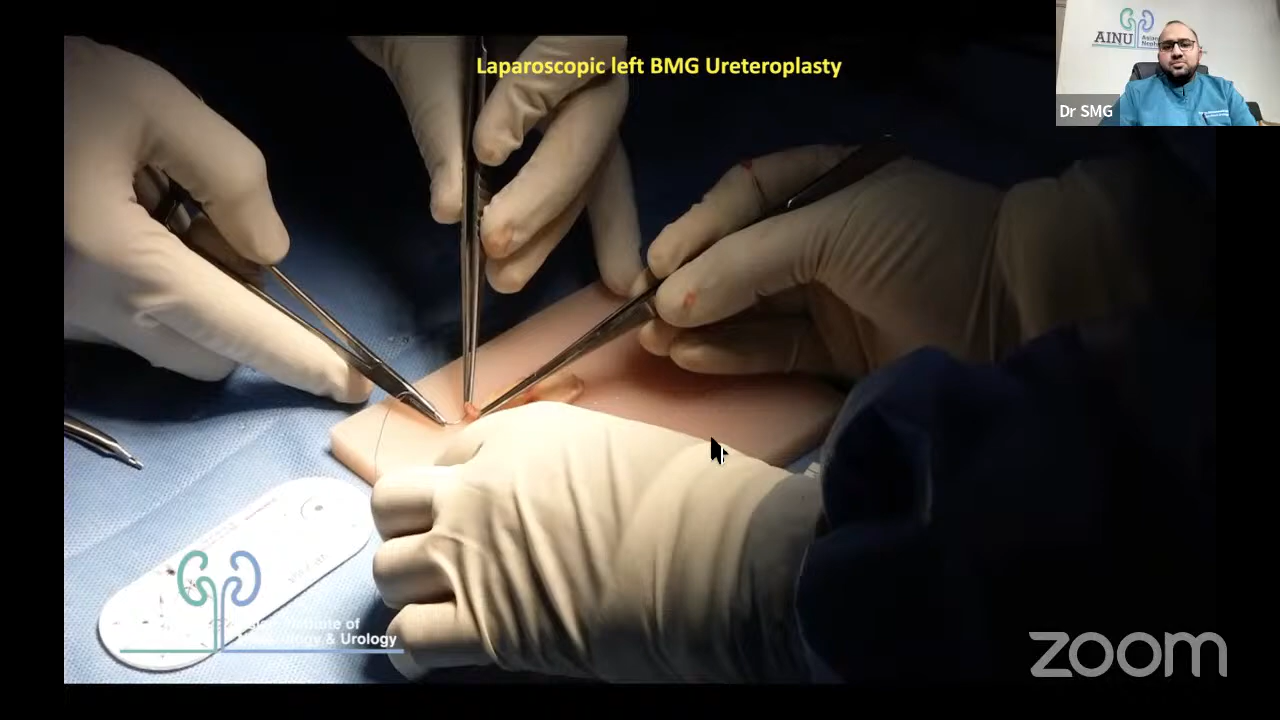 Laparoscopic left BMG Ureteroplasty
AINU
Dr SMG
Institute of
& Urology
zoom